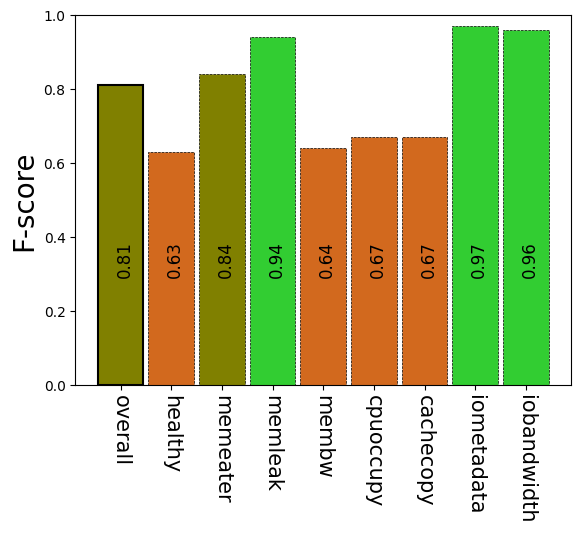 F-score
1.0
0.8
0.6
0.4
0.2
0.0
0.81
0.63
0.84
0.94
0.64
0.67
0.67
0.97
0.96
overall
healthy
memeater
memleak
membw
cpuoccupy
cachecopy
iometadata
iobandwidth